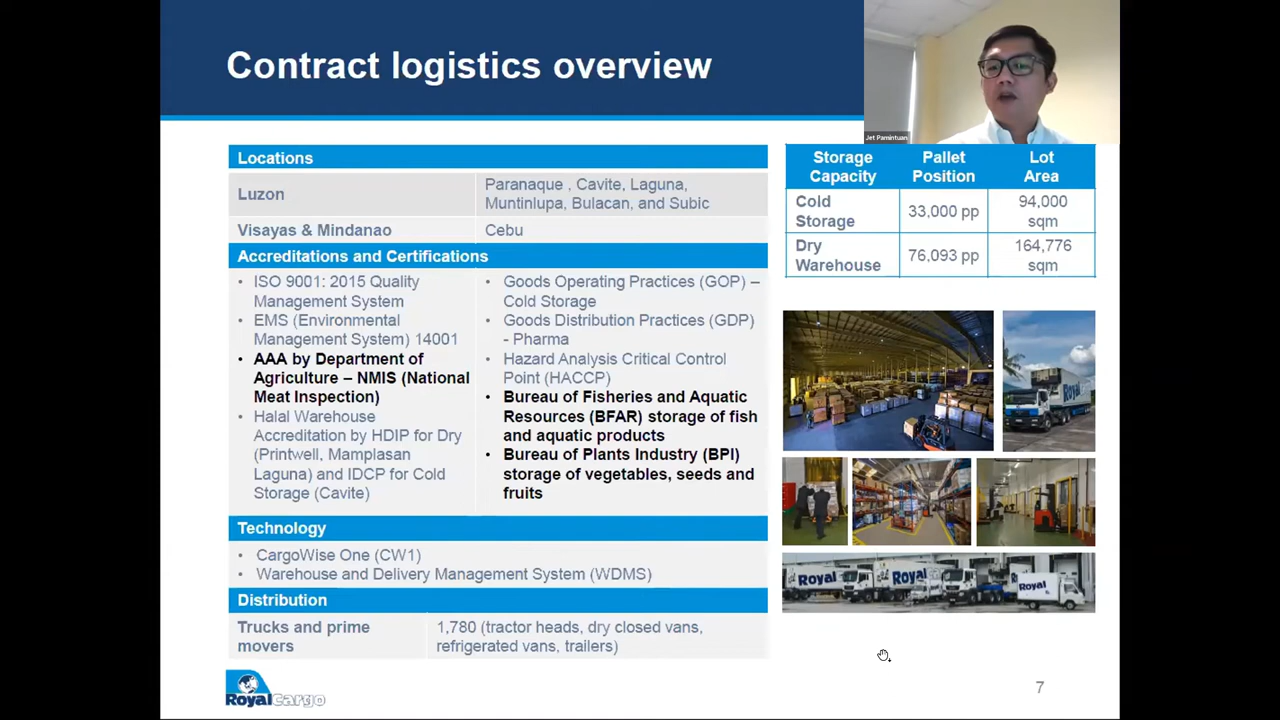 Contract logistics overview
Jet Pamintuan
Locations
Luzon
Paranaque , Cavite, Laguna,
Muntinlupa, Bulacan, and Subic
Visayas & Mindanao
Cebu
Accreditations and Certifications
• ISO 9001: 2015 Quality
Management System
• EMS (Environmental
Management System) 14001
• AAA by Department of
Agriculture – NMIS (National
Meat Inspection)
• Halal Warehouse
Accreditation by HDIP for Dry
(Printwell, Mamplasan
Laguna) and IDCP for Cold
Storage (Cavite)
• Goods Operating Practices (GOP) –
Cold Storage
• Goods Distribution Practices (GDP)
- Pharma
• Hazard Analysis Critical Control
Point (HACCP)
• Bureau of Fisheries and Aquatic
Resources (BFAR) storage of fish
and aquatic products
• Bureau of Plants Industry (BPI)
storage of vegetables, seeds and
fruits
Technology
• CargoWise One (CW1)
• Warehouse and Delivery Management System (WDMS)
Distribution
Trucks and prime
movers
1,780 (tractor heads, dry closed vans,
refrigerated vans, trailers)
Storage
Capacity
Pallet
Position
Lot
Area
Cold
Storage
33,000 pp
94,000
sqm
Dry
Warehouse
76,093 pp
164,776
sqm
Royal
Royal
Royal
Royal
RoyalCargo
7